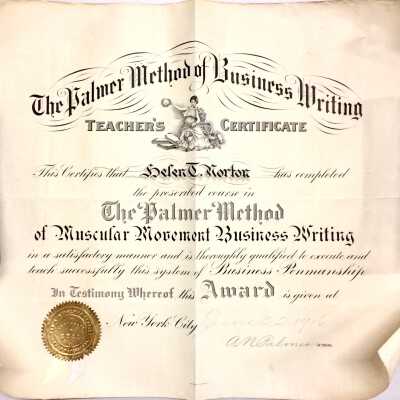 The Palmer Method of Business Writing
TEACHER'S CERTIFICATE
This Certifies that Helen T. Norton has completed
the prescribed course in
The Palmer Method
of Muscular Movement Business Writing
in a satisfactory manner and is thoroughly qualified to execute and
teach successfully this system of Business Penmanship
In Testimony Whereof this Award is given at
New York City June 22
A N Palmer